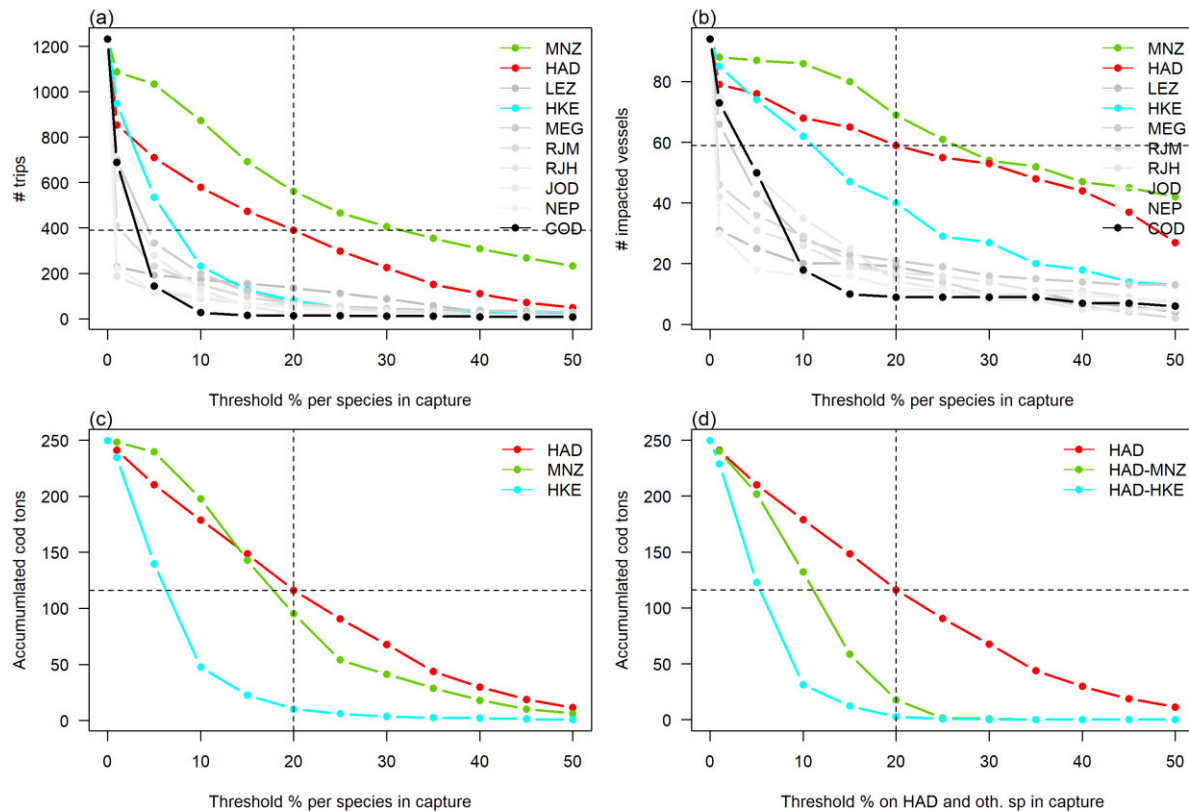 (a)
# trips
1200
1000
800
600
400
200
0
MNZ
HAD
LEZ
HKE
MEG
RJM
RJH
JOD
NEP
COD
0 10 20 30 40 50
Threshold % per species in capture
(b)
# impacted vessels
80
60
40
20
0
MNZ
HAD
LEZ
HKE
MEG
RJM
RJH
JOD
NEP
COD
0 10 20 30 40 50
Threshold % per species in capture
(c)
Accumulated cod tons
250
200
150
100
50
0
HAD
MNZ
HKE
0 10 20 30 40 50
Threshold % per species in capture
(d)
Accumulated cod tons
250
200
150
100
50
0
HAD
HAD-MNZ
HAD-HKE
0 10 20 30 40 50
Threshold % on HAD and oth. sp in capture